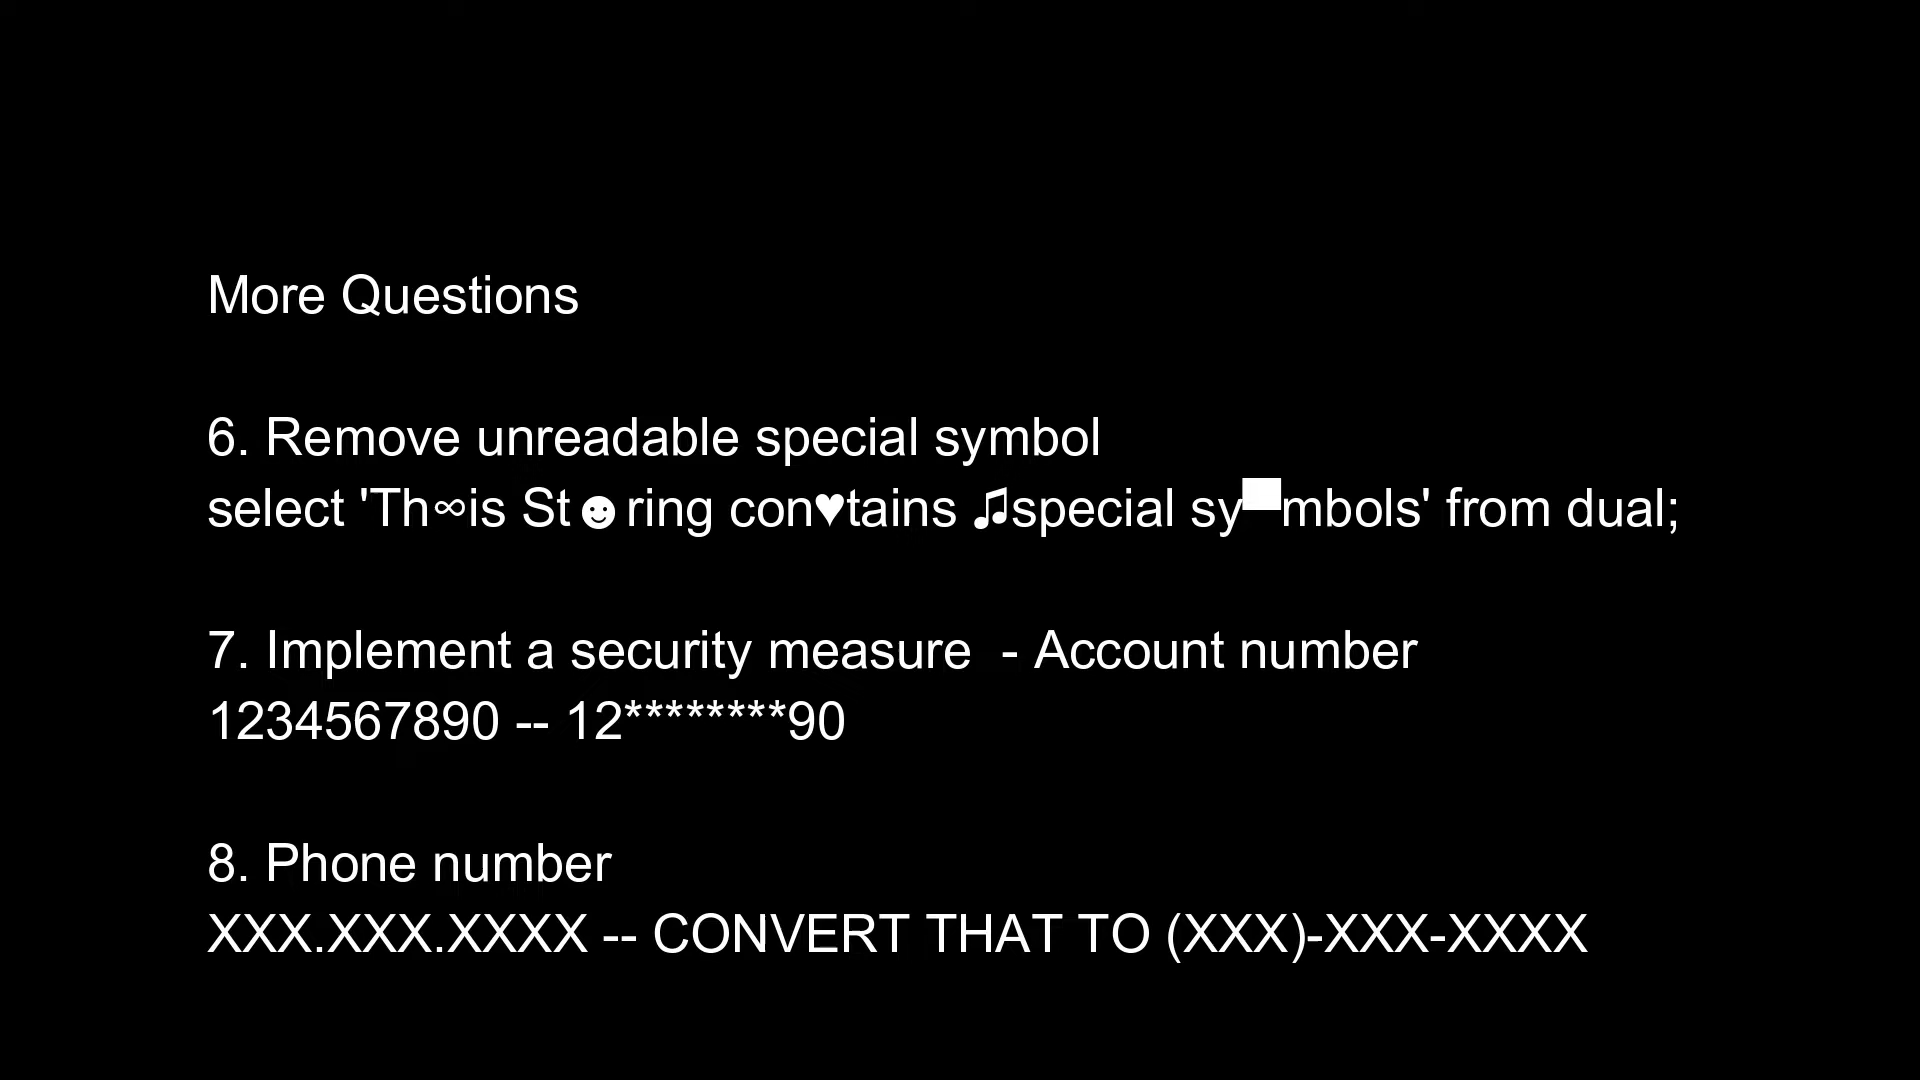 More Questions
6. Remove unreadable special symbol
select 'Th∞is St☻ring con♥tains ♫special sy▀mbols' from dual;
7. Implement a security measure  - Account number
1234567890 -- 12********90
8. Phone number
XXX.XXX.XXXX -- CONVERT THAT TO (XXX)-XXX-XXXX